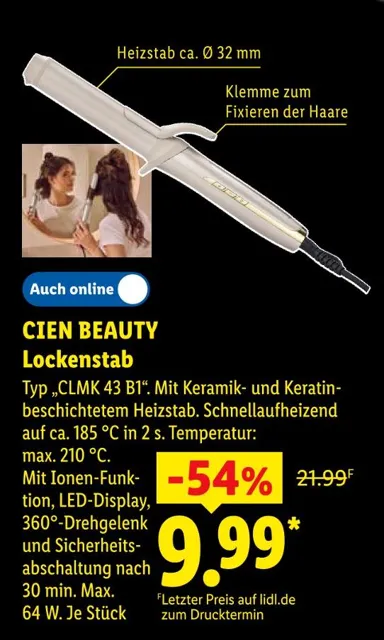 Heizstab ca. Ø 32 mm
Klemme zum
Fixieren der Haare
Auch online
CIEN BEAUTY
Lockenstab
Typ „CLMK 43 B1“. Mit Keramik- und Keratin-
beschichtetem Heizstab. Schnellaufheizend
auf ca. 185 °C in 2 s. Temperatur:
max. 210 °C.
Mit Ionen-Funk-
tion, LED-Display,
360°-Drehgelenk
und Sicherheits-
abschaltung nach
30 min. Max.
64 W. Je Stück
-54%
21.99F
9.99*
FLetzter Preis auf lidl.de
zum Drucktermin